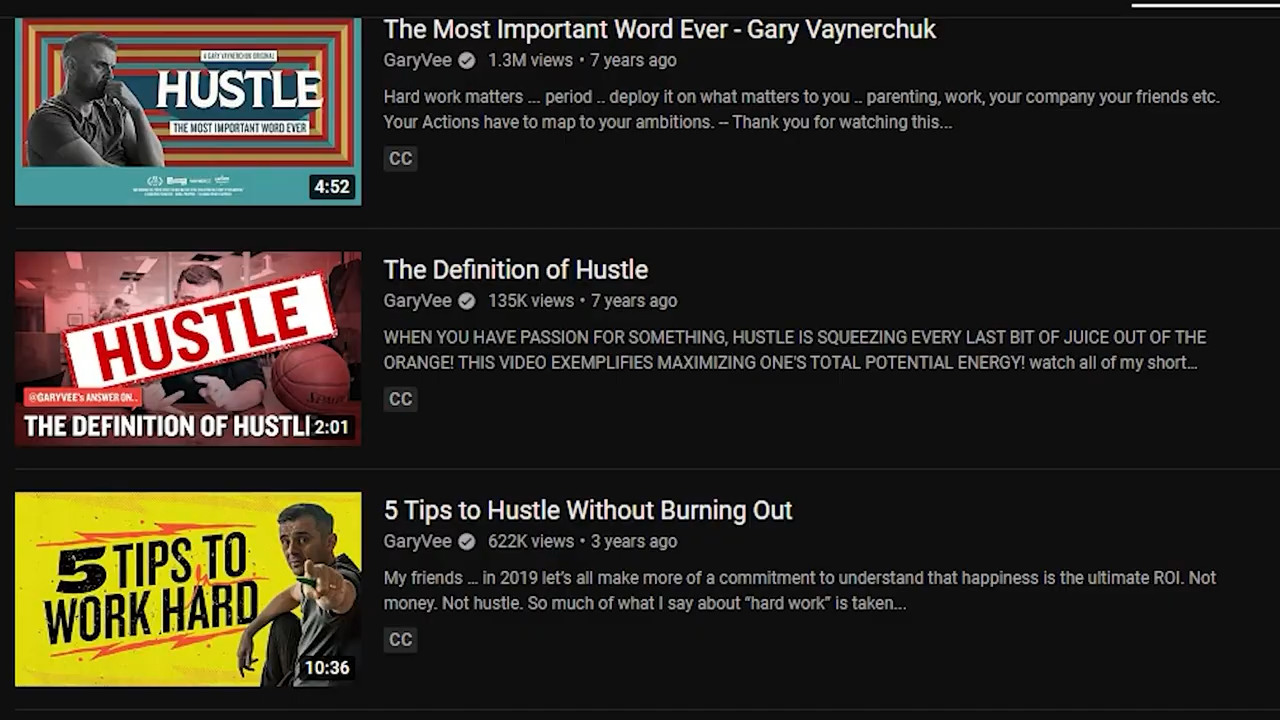 The Most Important Word Ever - Gary Vaynerchuk
GaryVee 1.3M views • 7 years ago
Hard work matters ... period .. deploy it on what matters to you .. parenting, work, your company your friends etc.
Your Actions have to map to your ambitions. -- Thank you for watching this...
CC
A GARY VAYNERCHUK ORIGINAL
HUSTLE
THE MOST IMPORTANT WORD EVER
4:52
The Definition of Hustle
GaryVee 135K views • 7 years ago
WHEN YOU HAVE PASSION FOR SOMETHING, HUSTLE IS SQUEEZING EVERY LAST BIT OF JUICE OUT OF THE
ORANGE! THIS VIDEO EXEMPLIFIES MAXIMIZING ONE'S TOTAL POTENTIAL ENERGY! watch all of my short...
CC
HUSTLE
@GARYVEE's ANSWER ON..
THE DEFINITION OF HUSTL
2:01
5 Tips to Hustle Without Burning Out
GaryVee 622K views • 3 years ago
My friends ... in 2019 let's all make more of a commitment to understand that happiness is the ultimate ROI. Not
money. Not hustle. So much of what I say about “hard work” is taken...
CC
5 TIPS TO
WORK HARD
10:36